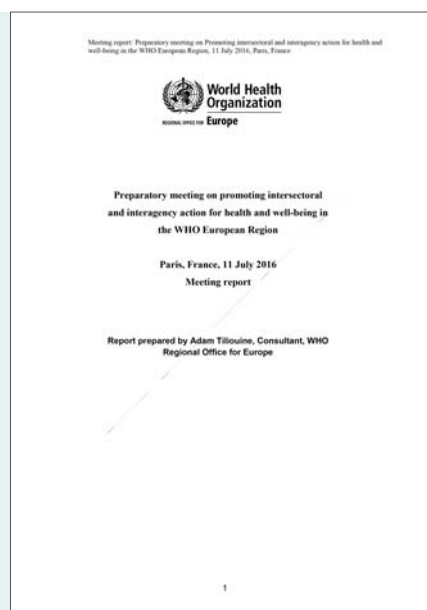 Meeting report: Preparatory meeting on Promoting intersectoral and interagency action for health and
well-being in the WHO European Region, 11 July 2016, Paris, France
World Health
Organization
REGIONAL OFFICE FOR Europe
Preparatory meeting on promoting intersectoral
and interagency action for health and well-being in
the WHO European Region
Paris, France, 11 July 2016
Meeting report
Report prepared by Adam Tiliouine, Consultant, WHO
Regional Office for Europe
1